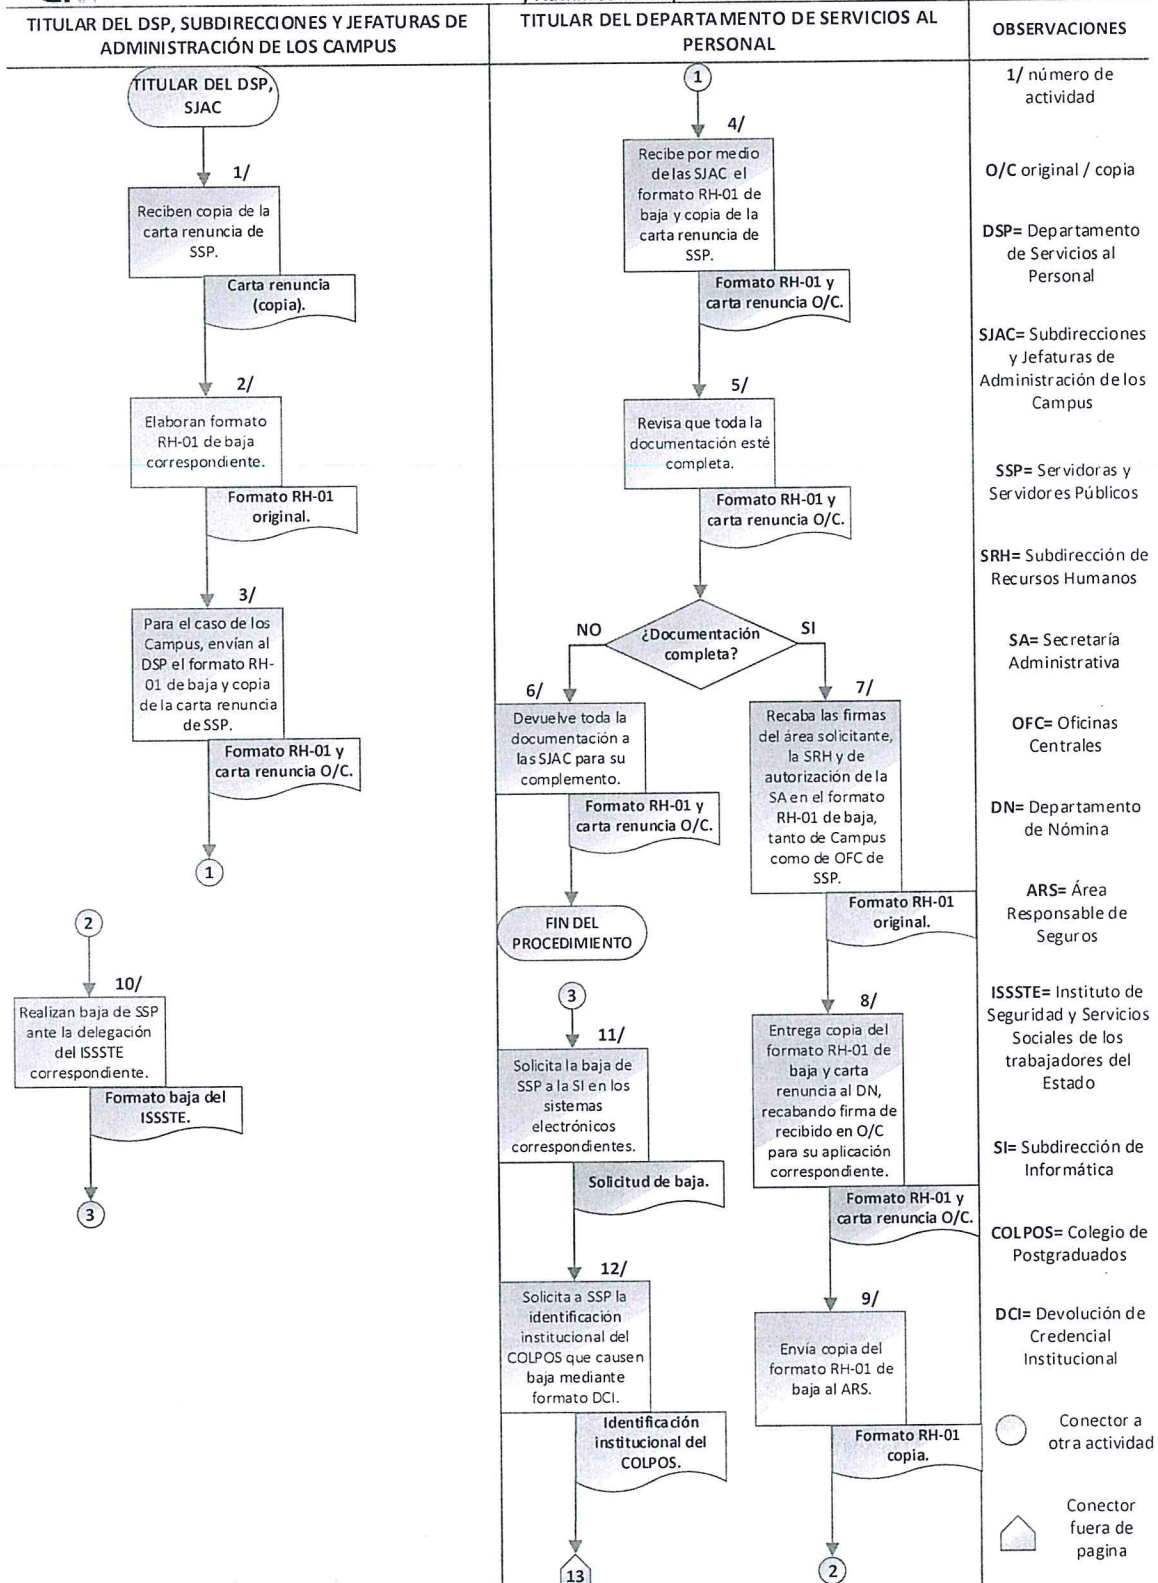 TITULAR DEL DSP, SUBDIRECCIONES Y JEFATURAS DE
ADMINISTRACIÓN DE LOS CAMPUS
TITULAR DEL DSP,
SJAC
1/
Reciben copia de la
carta renuncia de
SSP.
Carta renuncia
(copia).
2/
Elaboran formato
RH-01 de baja
correspondiente.
Formato RH-01
original.
3/
Para el caso de los
Campus, envían al
DSP el formato RH-
01 de baja y copia
de la carta renuncia
de SSP.
Formato RH-01 y
carta renuncia O/C.
1
2
10/
Realizan baja de SSP
ante la delegación
del ISSSTE
correspondiente.
Formato baja del
ISSSTE.
3
TITULAR DEL DEPARTAMENTO DE SERVICIOS AL
PERSONAL
1
4/
Recibe por medio
de las SJAC el
formato RH-01 de
baja y copia de la
carta renuncia de
SSP.
Formato RH-01 y
carta renuncia O/C.
5/
Revisa que toda la
documentación esté
completa.
Formato RH-01 y
carta renuncia O/C.
¿Documentación
completa?
NO
SI
6/
Devuelve toda la
documentación a
las SJAC para su
complemento.
Formato RH-01 y
carta renuncia O/C.
FIN DEL
PROCEDIMIENTO
7/
Recaba las firmas
del área solicitante,
la SRH y de
autorización de la
SA en el formato
RH-01 de baja,
tanto de Campus
como de OFC de
SSP.
Formato RH-01
original.
8/
Entrega copia del
formato RH-01 de
baja y carta
renuncia al DN,
recabando firma de
recibido en O/C
para su aplicación
correspondiente.
Formato RH-01 y
carta renuncia O/C.
9/
Envía copia del
formato RH-01 de
baja al ARS.
Formato RH-01
copia.
2
3
11/
Solicita la baja de
SSP a la SI en los
sistemas
electrónicos
correspondientes.
Solicitud de baja.
12/
Solicita a SSP la
identificación
institucional del
COLPOS que causen
baja mediante
formato DCI.
Identificación
institucional del
COLPOS.
13
OBSERVACIONES
1/ número de
actividad
O/C original / copia
DSP= Departamento
de Servicios al
Personal
SJAC= Subdirecciones
y Jefaturas de
Administración de los
Campus
SSP= Servidoras y
Servidores Públicos
SRH= Subdirección de
Recursos Humanos
SA= Secretaría
Administrativa
OFC= Oficinas
Centrales
DN= Departamento
de Nómina
ARS= Área
Responsable de
Seguros
ISSSTE= Instituto de
Seguridad y Servicios
Sociales de los
trabajadores del
Estado
SI= Subdirección de
Informática
COLPOS= Colegio de
Postgraduados
DCI= Devolución de
Credencial
Institucional
Conector a
otra actividad
Conector
fuera de
pagina